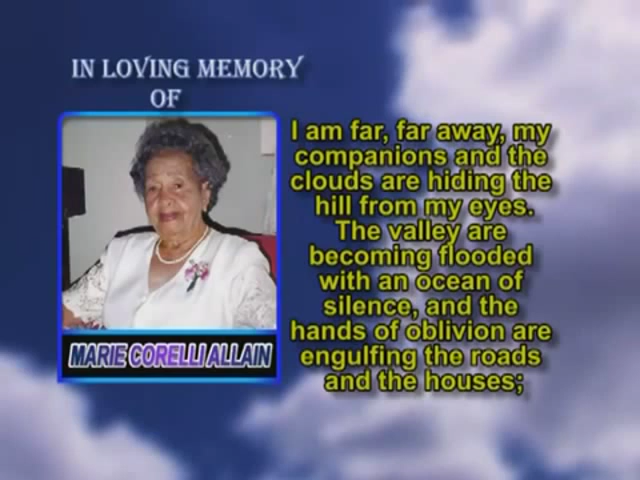 IN LOVING MEMORY
OF
MARIE CORELLI ALLAIN
I am far, far away, my
companions and the
clouds are hiding the
hill from my eyes.
The valley are
becoming flooded
with an ocean of
silence, and the
hands of oblivion are
engulfing the roads
and the houses;